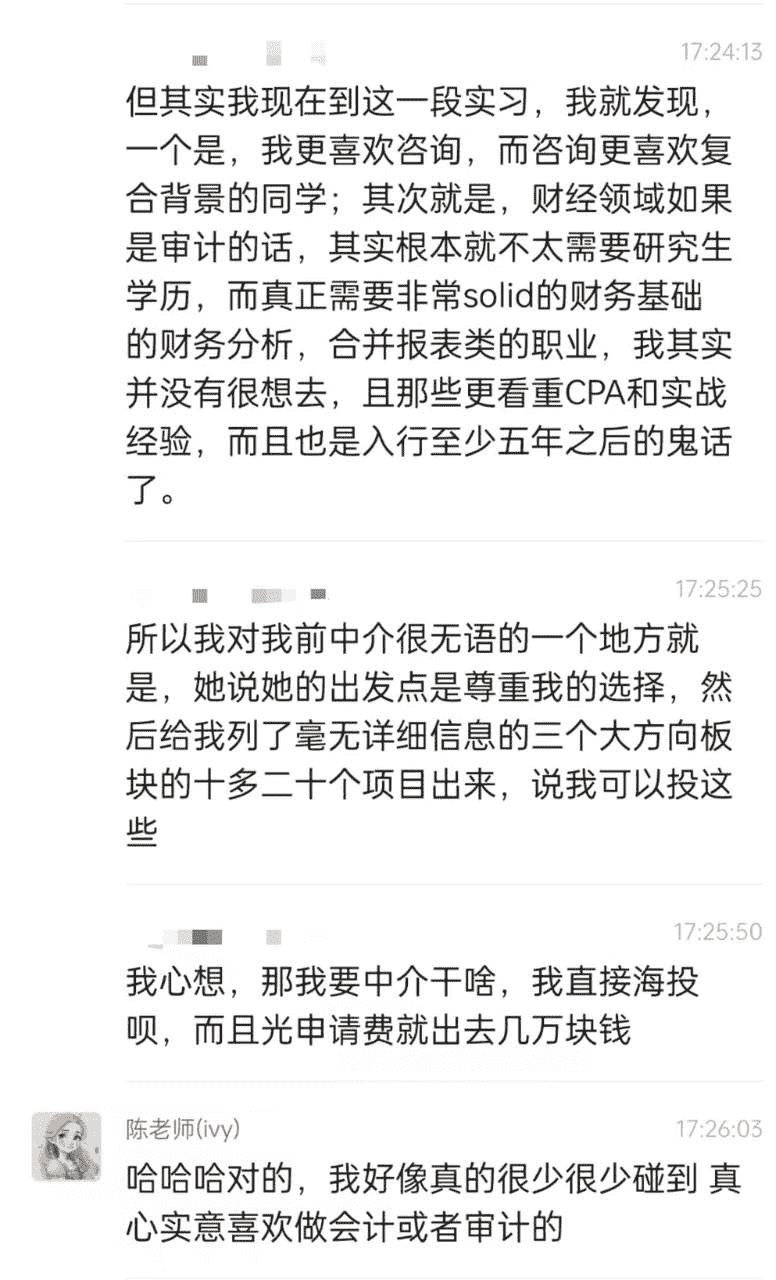 17:24:13
但其实我现在到这一段实习，我就发现，
一个是，我更喜欢咨询，而咨询更喜欢复
合背景的同学；其次就是，财经领域如果
是审计的话，其实根本就不太需要研究生
学历，而真正需要非常solid的财务基础
的财务分析，合并报表类的职业，我其实
并没有很想去，且那些更看重CPA和实战
经验，而且也是入行至少五年之后的鬼话
了。
17:25:25
所以我对我前中介很无语的一个地方就
是，她说她的出发点是尊重我的选择，然
后给我列了毫无详细信息的三个大方向板
块的十多二十个项目出来，说我可以投这
些
17:25:50
我心想，那我要中介干啥，我直接海投
呗，而且光申请费就出去几万块钱
陈老师(ivy)
17:26:03
哈哈哈对的，我好像真的很少很少碰到 真
心实意喜欢做会计或者审计的